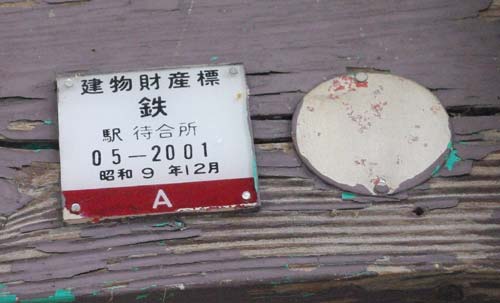 建物財産標
鉄
駅 待合所
05-2001
昭和 9 年12月
A